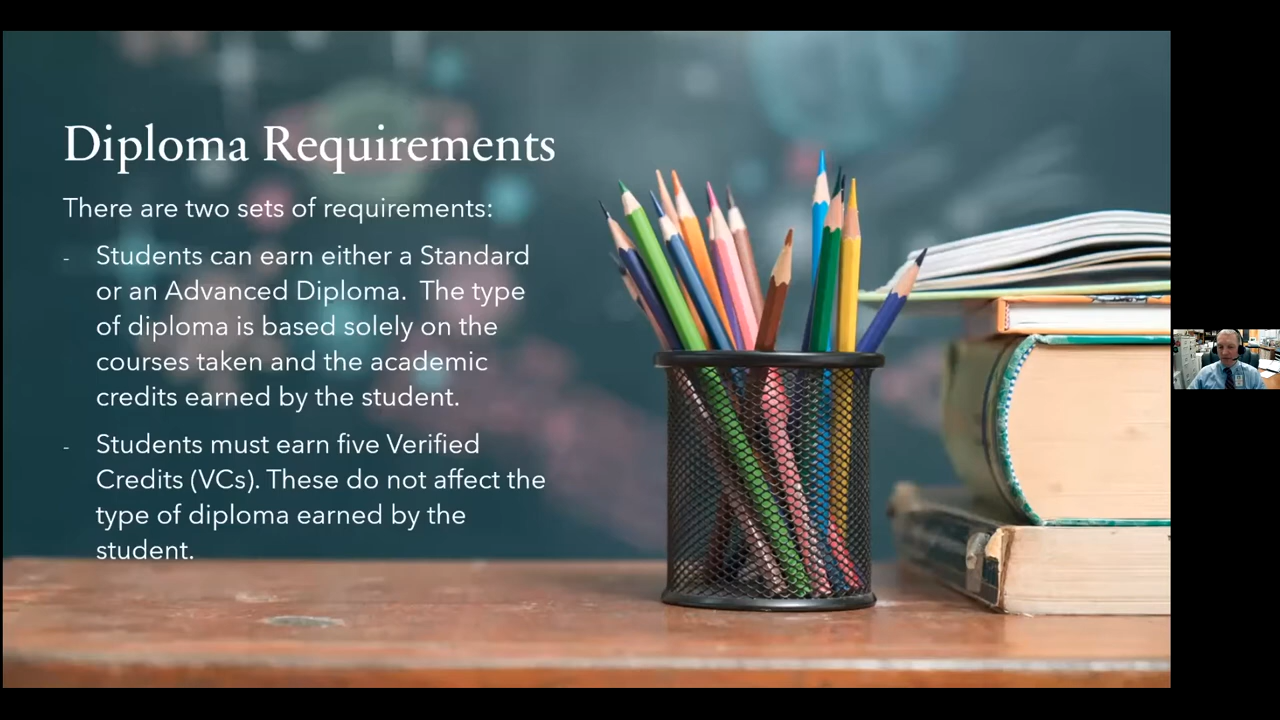 Diploma Requirements
There are two sets of requirements:
- Students can earn either a Standard
or an Advanced Diploma.  The type
of diploma is based solely on the
courses taken and the academic
credits earned by the student.
- Students must earn five Verified
Credits (VCs). These do not affect the
type of diploma earned by the
student.